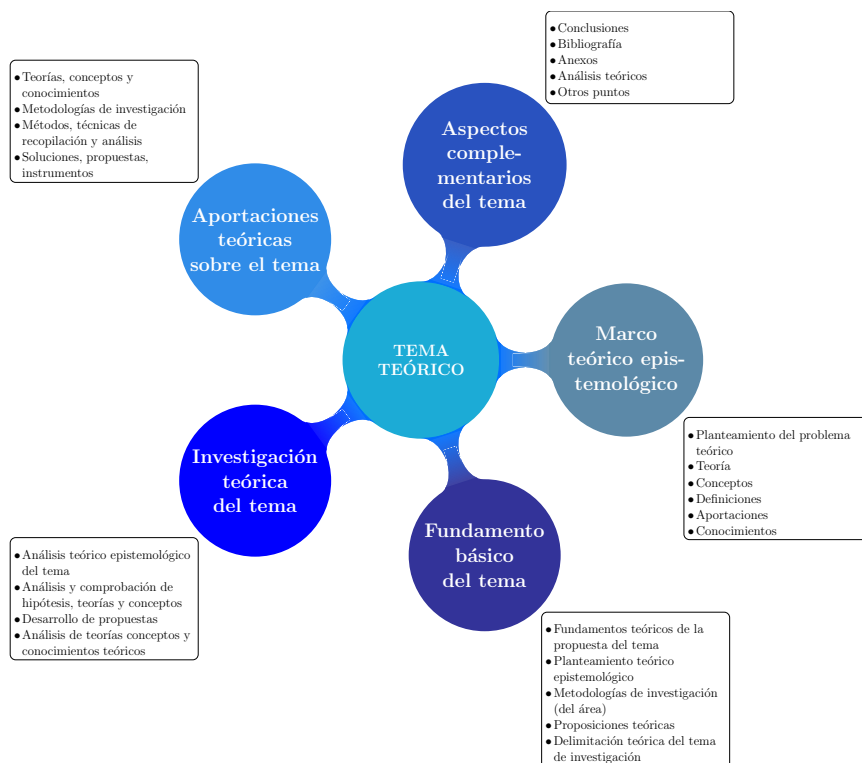 • Conclusiones
• Bibliografía
• Anexos
• Análisis teóricos
• Otros puntos
• Teorías, conceptos y
conocimientos
• Metodologías de investigación
• Métodos, técnicas de
recopilación y análisis
• Soluciones, propuestas,
instrumentos
Aspectos
comple-
mentarios
del tema
Aportaciones
teóricas
sobre el tema
TEMA
TEÓRICO
Marco
teórico epis-
temológico
• Planteamiento del problema
teórico
• Teoría
• Conceptos
• Definiciones
• Aportaciones
• Conocimientos
Investigación
teórica
del tema
Fundamento
básico
del tema
• Análisis teórico epistemológico
del tema
• Análisis y comprobación de
hipótesis, teorías y conceptos
• Desarrollo de propuestas
• Análisis de teorías conceptos y
conocimientos teóricos
• Fundamentos teóricos de la
propuesta del tema
• Planteamiento teórico
epistemológico
• Metodologías de investigación
(del área)
• Proposiciones teóricas
• Delimitación teórica del tema
de investigación